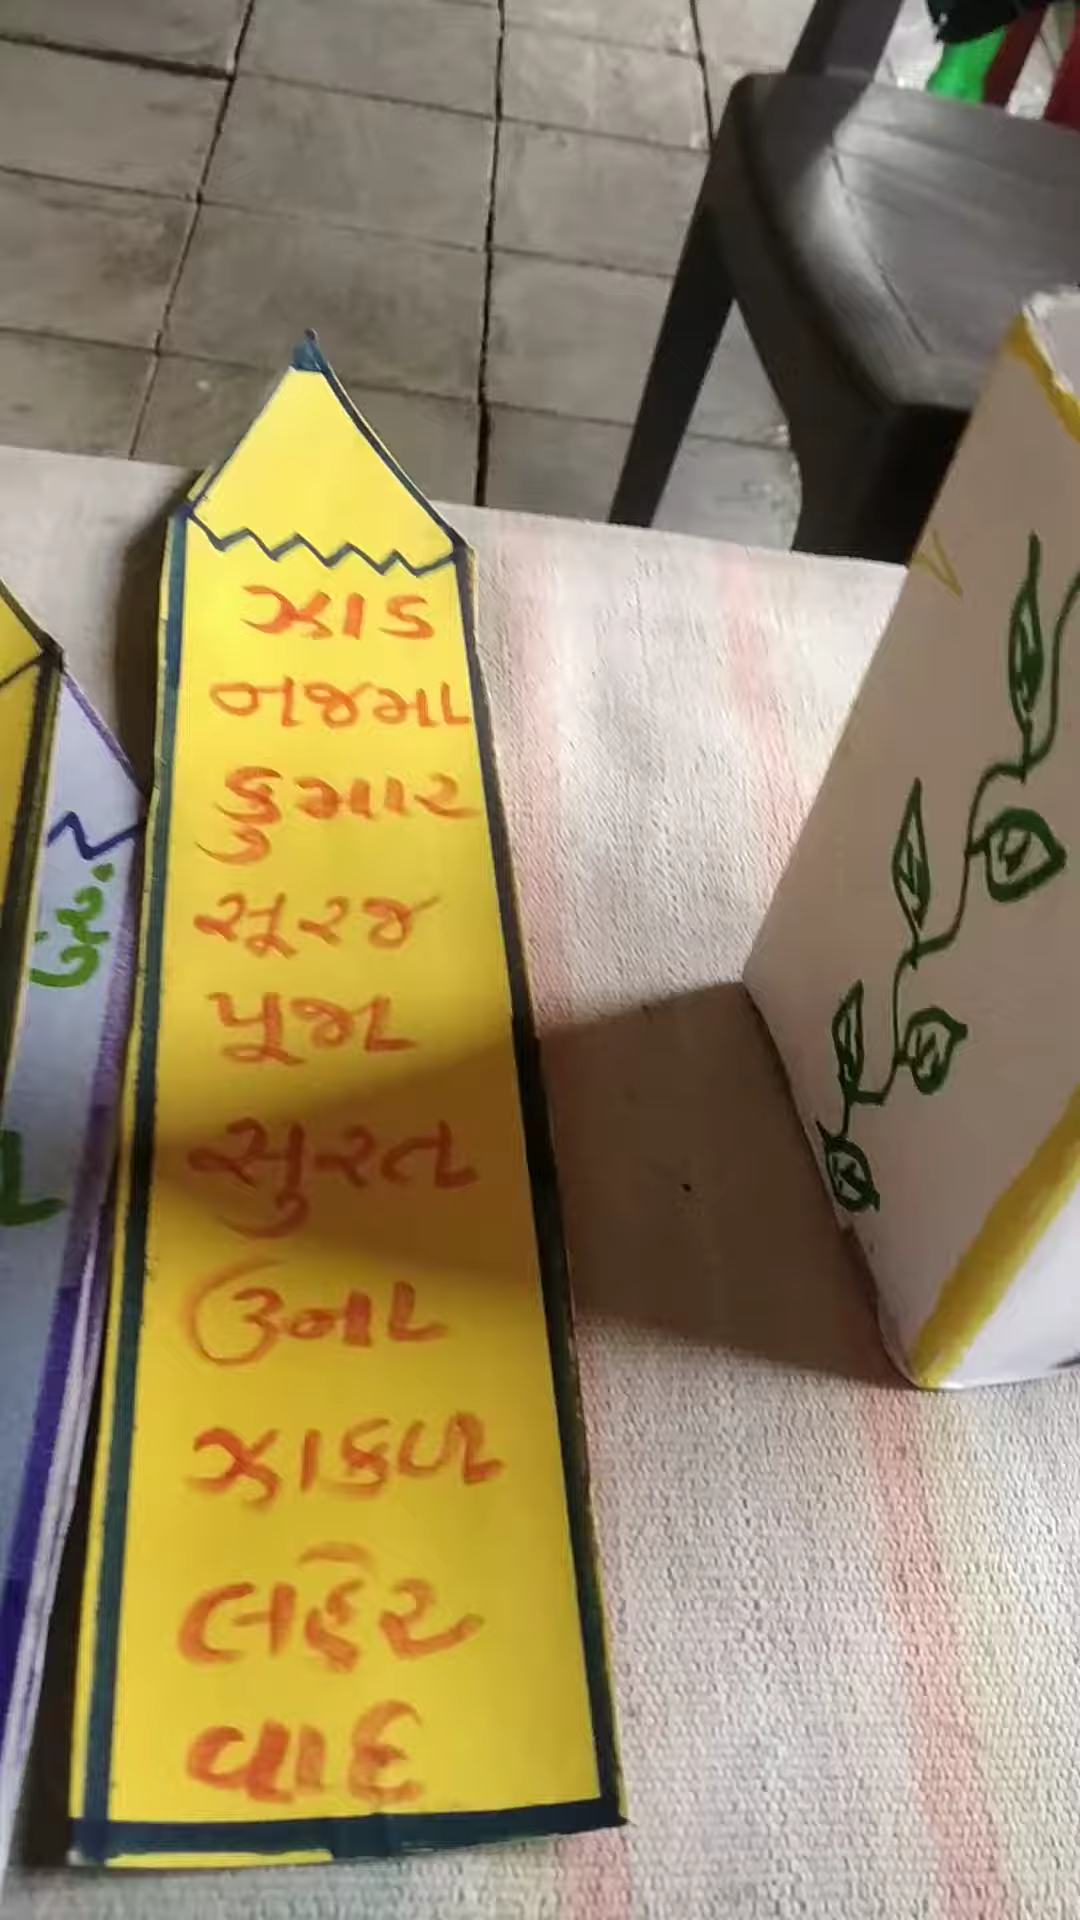 ઝાડ
કુમાર
સૂરજ
પૂજા
સુરત
ઝાકળ
લહેર
વાદ